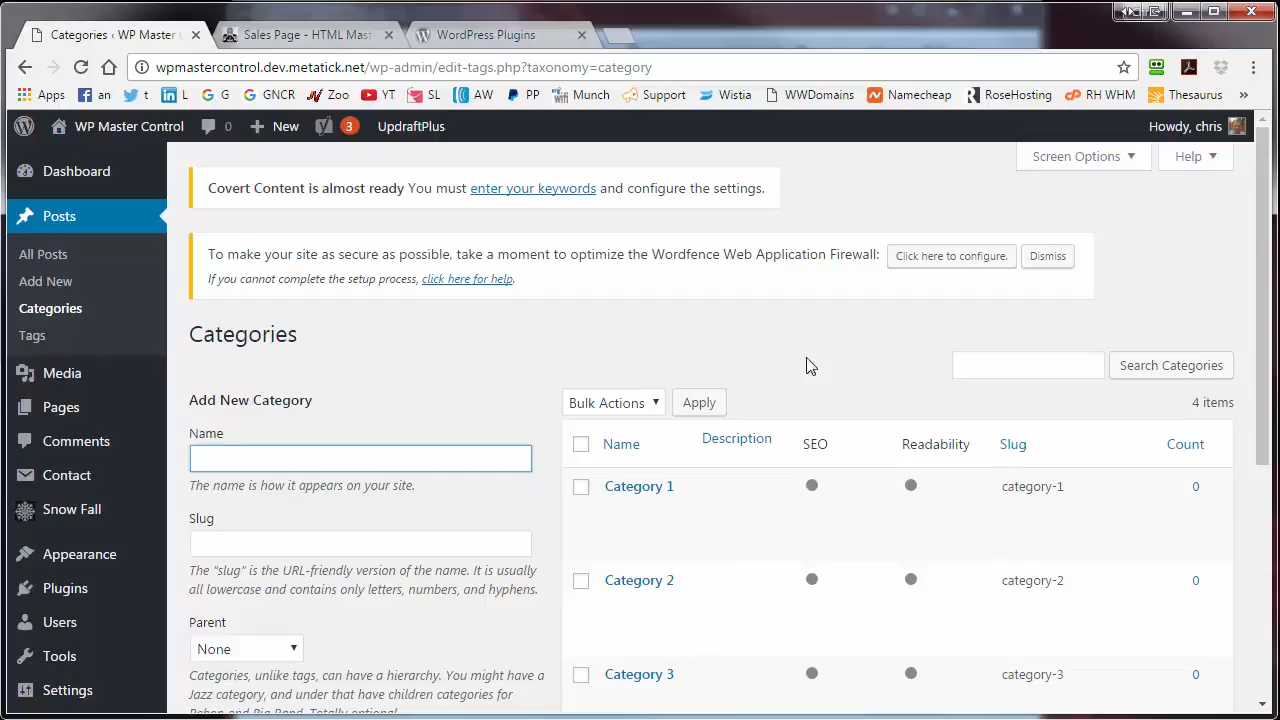 Categories ‹ WP Master
Sales Page - HTML Mast
WordPress Plugins
wpmastercontrol.dev.metatick.net/wp-admin/edit-tags.php?taxonomy=category
Apps an t L G GNCR Zoo YT SL AW PP Munch Support Wistia WWDomains Namecheap RoseHosting RH WHM Thesaurus »
WP Master Control 0 New 3 UpdraftPlus Howdy, chris
Screen Options Help
Dashboard
Posts
All Posts
Add New
Categories
Tags
Media
Pages
Comments
Contact
Snow Fall
Appearance
Plugins
Users
Tools
Settings
Covert Content is almost ready You must enter your keywords and configure the settings.
To make your site as secure as possible, take a moment to optimize the Wordfence Web Application Firewall: Click here to configure. Dismiss
If you cannot complete the setup process, click here for help.
Categories
Search Categories
Add New Category
Name
The name is how it appears on your site.
Slug
The “slug” is the URL-friendly version of the name. It is usually
all lowercase and contains only letters, numbers, and hyphens.
Parent
None
Categories, unlike tags, can have a hierarchy. You might have a
Jazz category, and under that have children categories for
Bulk Actions Apply 4 items
Name Description SEO Readability Slug Count
Category 1 category-1 0
Category 2 category-2 0
Category 3 category-3 0